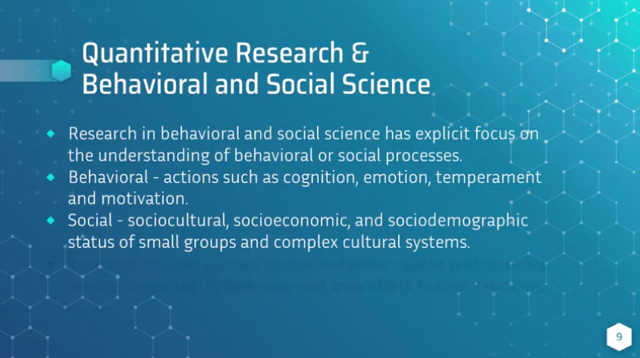 Quantitative Research &
Behavioral and Social Science
Research in behavioral and social science has explicit focus on
the understanding of behavioral or social processes.
Behavioral - actions such as cognition, emotion, temperament
and motivation.
Social - sociocultural, socioeconomic, and sociodemographic
status of small groups and complex cultural systems.
9